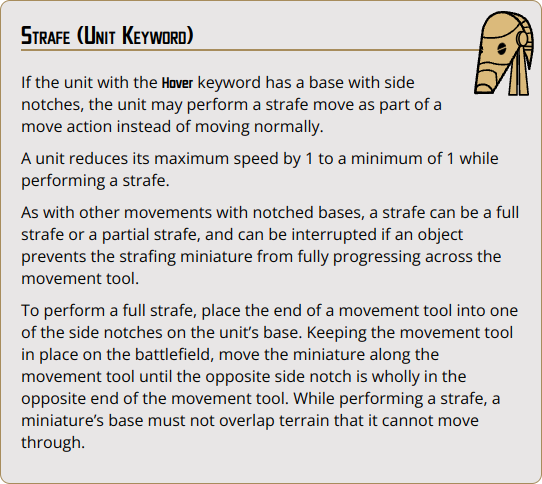 Strafe (Unit Keyword)
If the unit with the Hover keyword has a base with side
notches, the unit may perform a strafe move as part of a
move action instead of moving normally.
A unit reduces its maximum speed by 1 to a minimum of 1 while
performing a strafe.
As with other movements with notched bases, a strafe can be a full
strafe or a partial strafe, and can be interrupted if an object
prevents the strafing miniature from fully progressing across the
movement tool.
To perform a full strafe, place the end of a movement tool into one
of the side notches on the unit’s base. Keeping the movement tool
in place on the battlefield, move the miniature along the
movement tool until the opposite side notch is wholly in the
opposite end of the movement tool. While performing a strafe, a
miniature’s base must not overlap terrain that it cannot move
through.